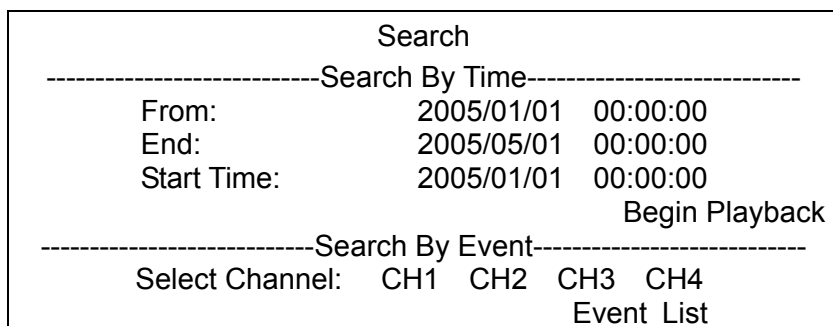 Search
----------------------------Search By Time----------------------------
From: 2005/01/01 00:00:00
End: 2005/05/01 00:00:00
Start Time: 2005/01/01 00:00:00
Begin Playback
----------------------------Search By Event----------------------------
Select Channel: CH1 CH2 CH3 CH4
Event List